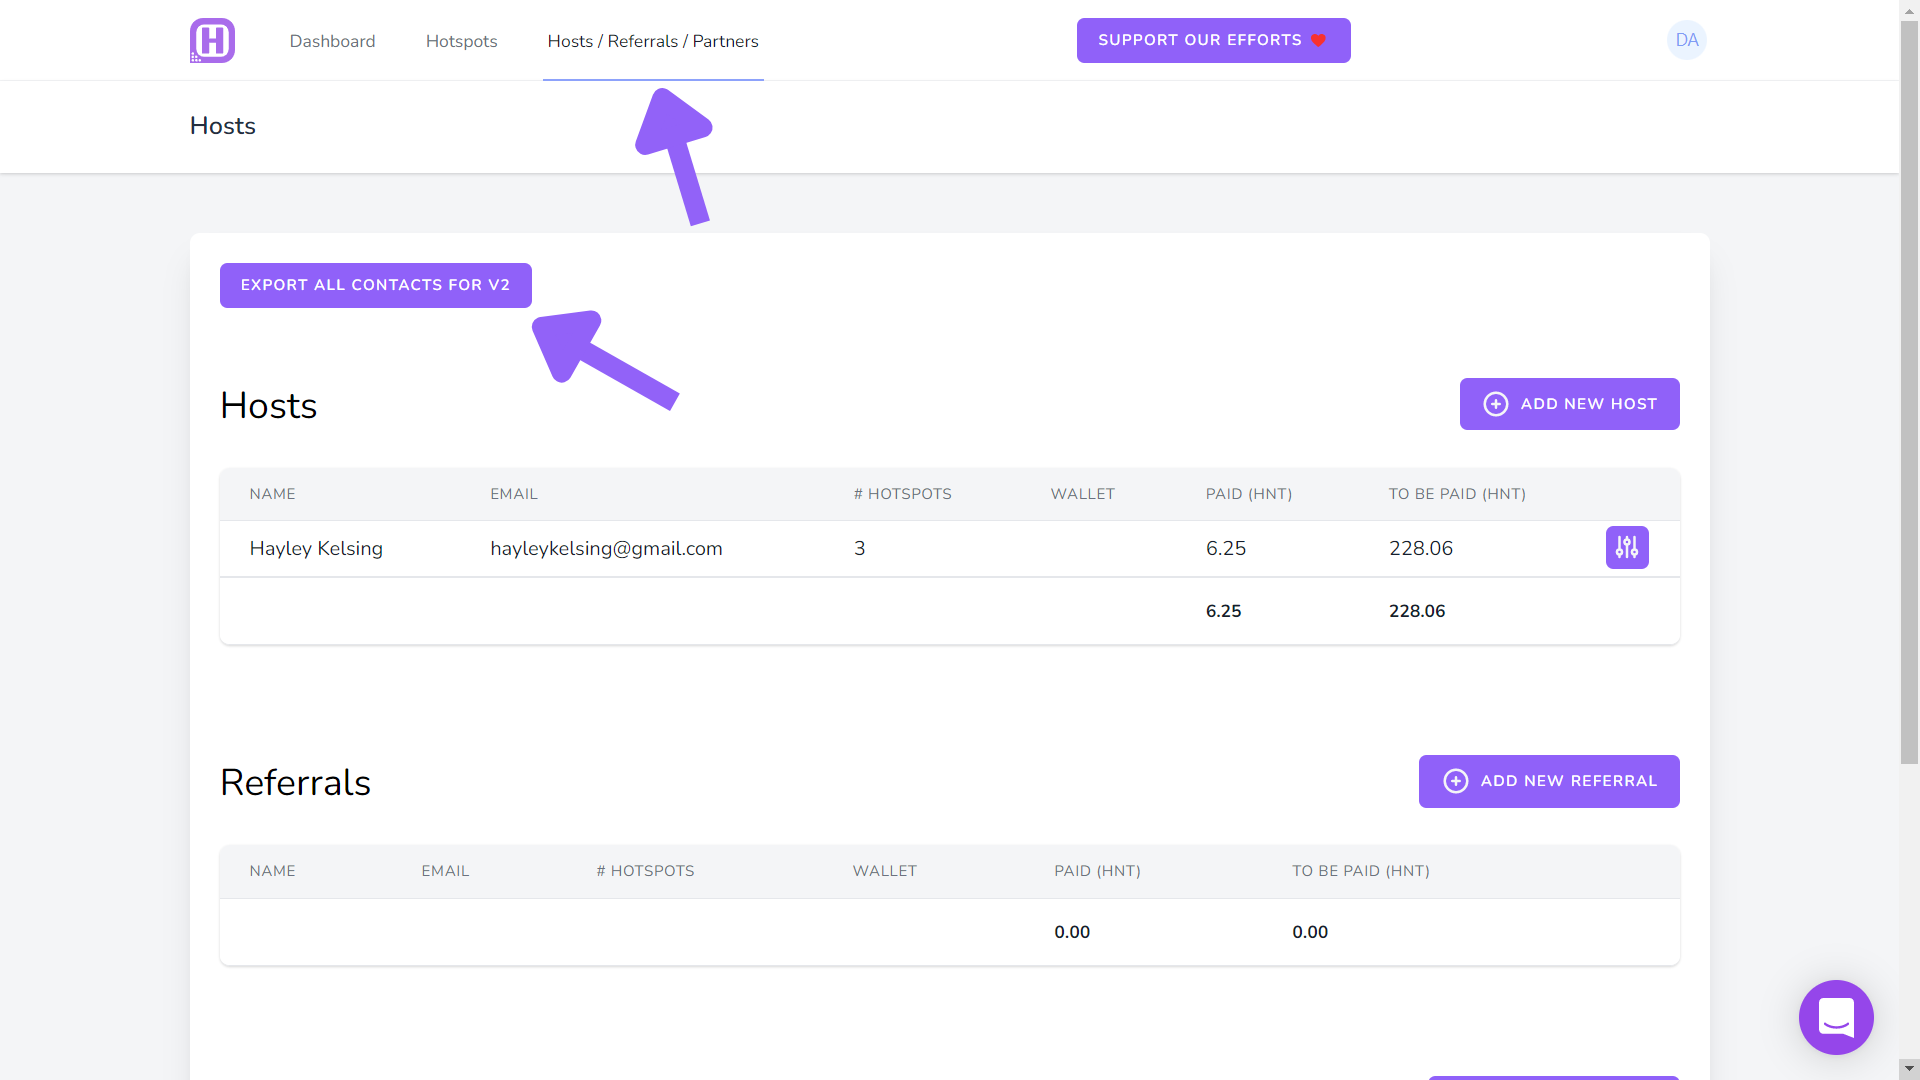 H Dashboard Hotspots Hosts / Referrals / Partners SUPPORT OUR EFFORTS DA
Hosts
EXPORT ALL CONTACTS FOR V2
Hosts ADD NEW HOST
NAME EMAIL # HOTSPOTS WALLET PAID (HNT) TO BE PAID (HNT)
Hayley Kelsing hayleykelsing@gmail.com 3 6.25 228.06
6.25 228.06
Referrals ADD NEW REFERRAL
NAME EMAIL # HOTSPOTS WALLET PAID (HNT) TO BE PAID (HNT)
0.00 0.00